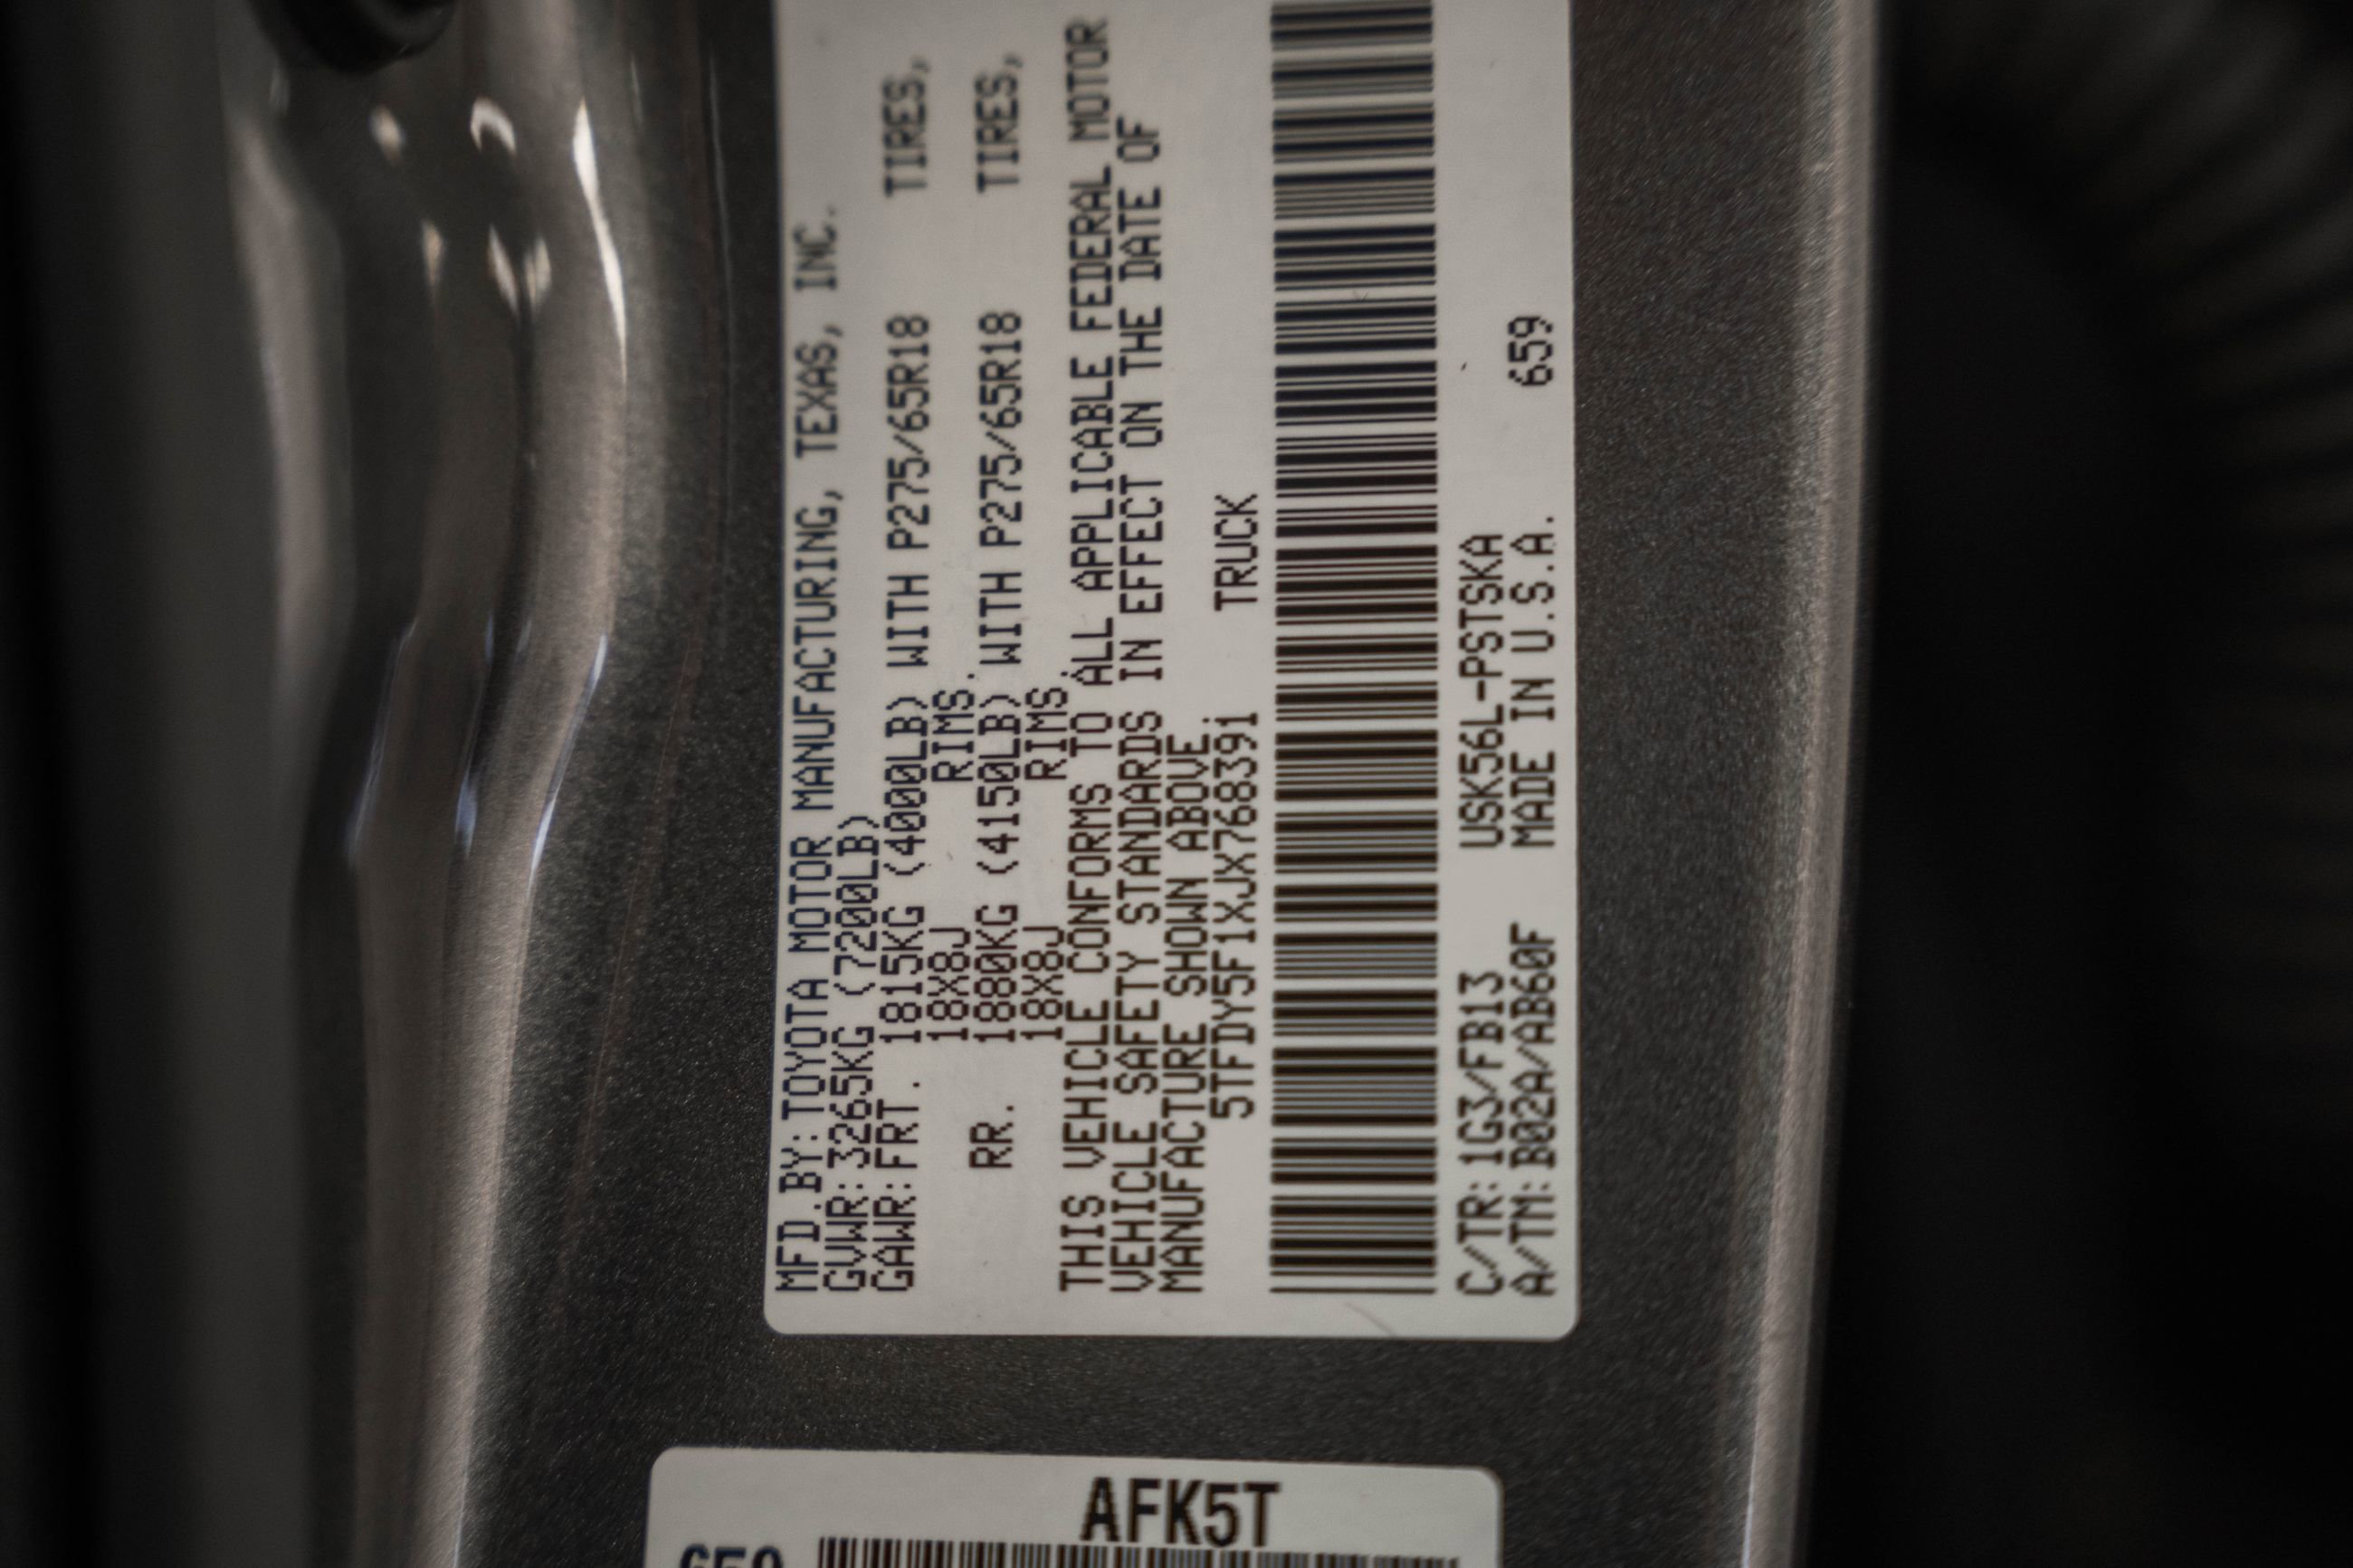 MFD.BY:TOYOTA MOTOR MANUFACTURING, TEXAS, INC.
GVWR:3265KG (7200LB)
GAWR:FRT. 1815KG (4000LB) WITH P275/65R18 TIRES,
18X8J RIMS.
RR. 1880KG (4150LB) WITH P275/65R18 TIRES,
18X8J RIMS.
THIS VEHICLE CONFORMS TO ALL APPLICABLE FEDERAL MOTOR
VEHICLE SAFETY STANDARDS IN EFFECT ON THE DATE OF
MANUFACTURE SHOWN ABOVE.
5TFDY5F1XJX768391 TRUCK
C/TR:1G3/FB13 USK56L-PSTSKA
A/TM:B02A/AB60F MADE IN U.S.A. 659
AFK5T
659